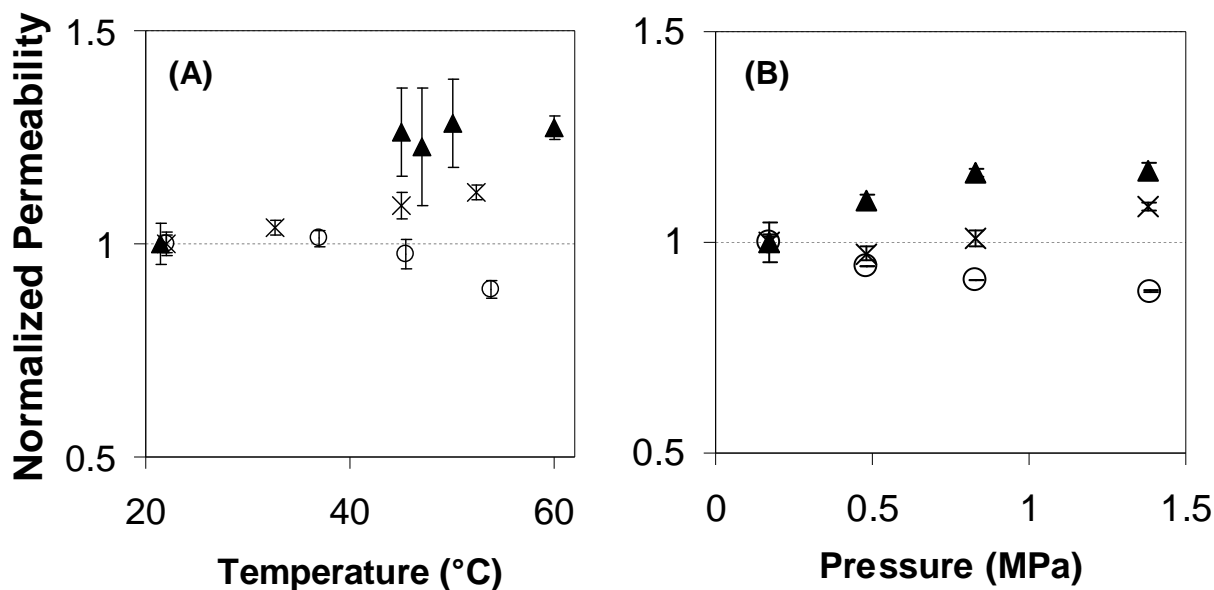 Normalized Permeability
1.5
1
0.5
(A)
20
40
60
Temperature (°C)
1.5
1
0.5
(B)
0
0.5
1
1.5
Pressure (MPa)